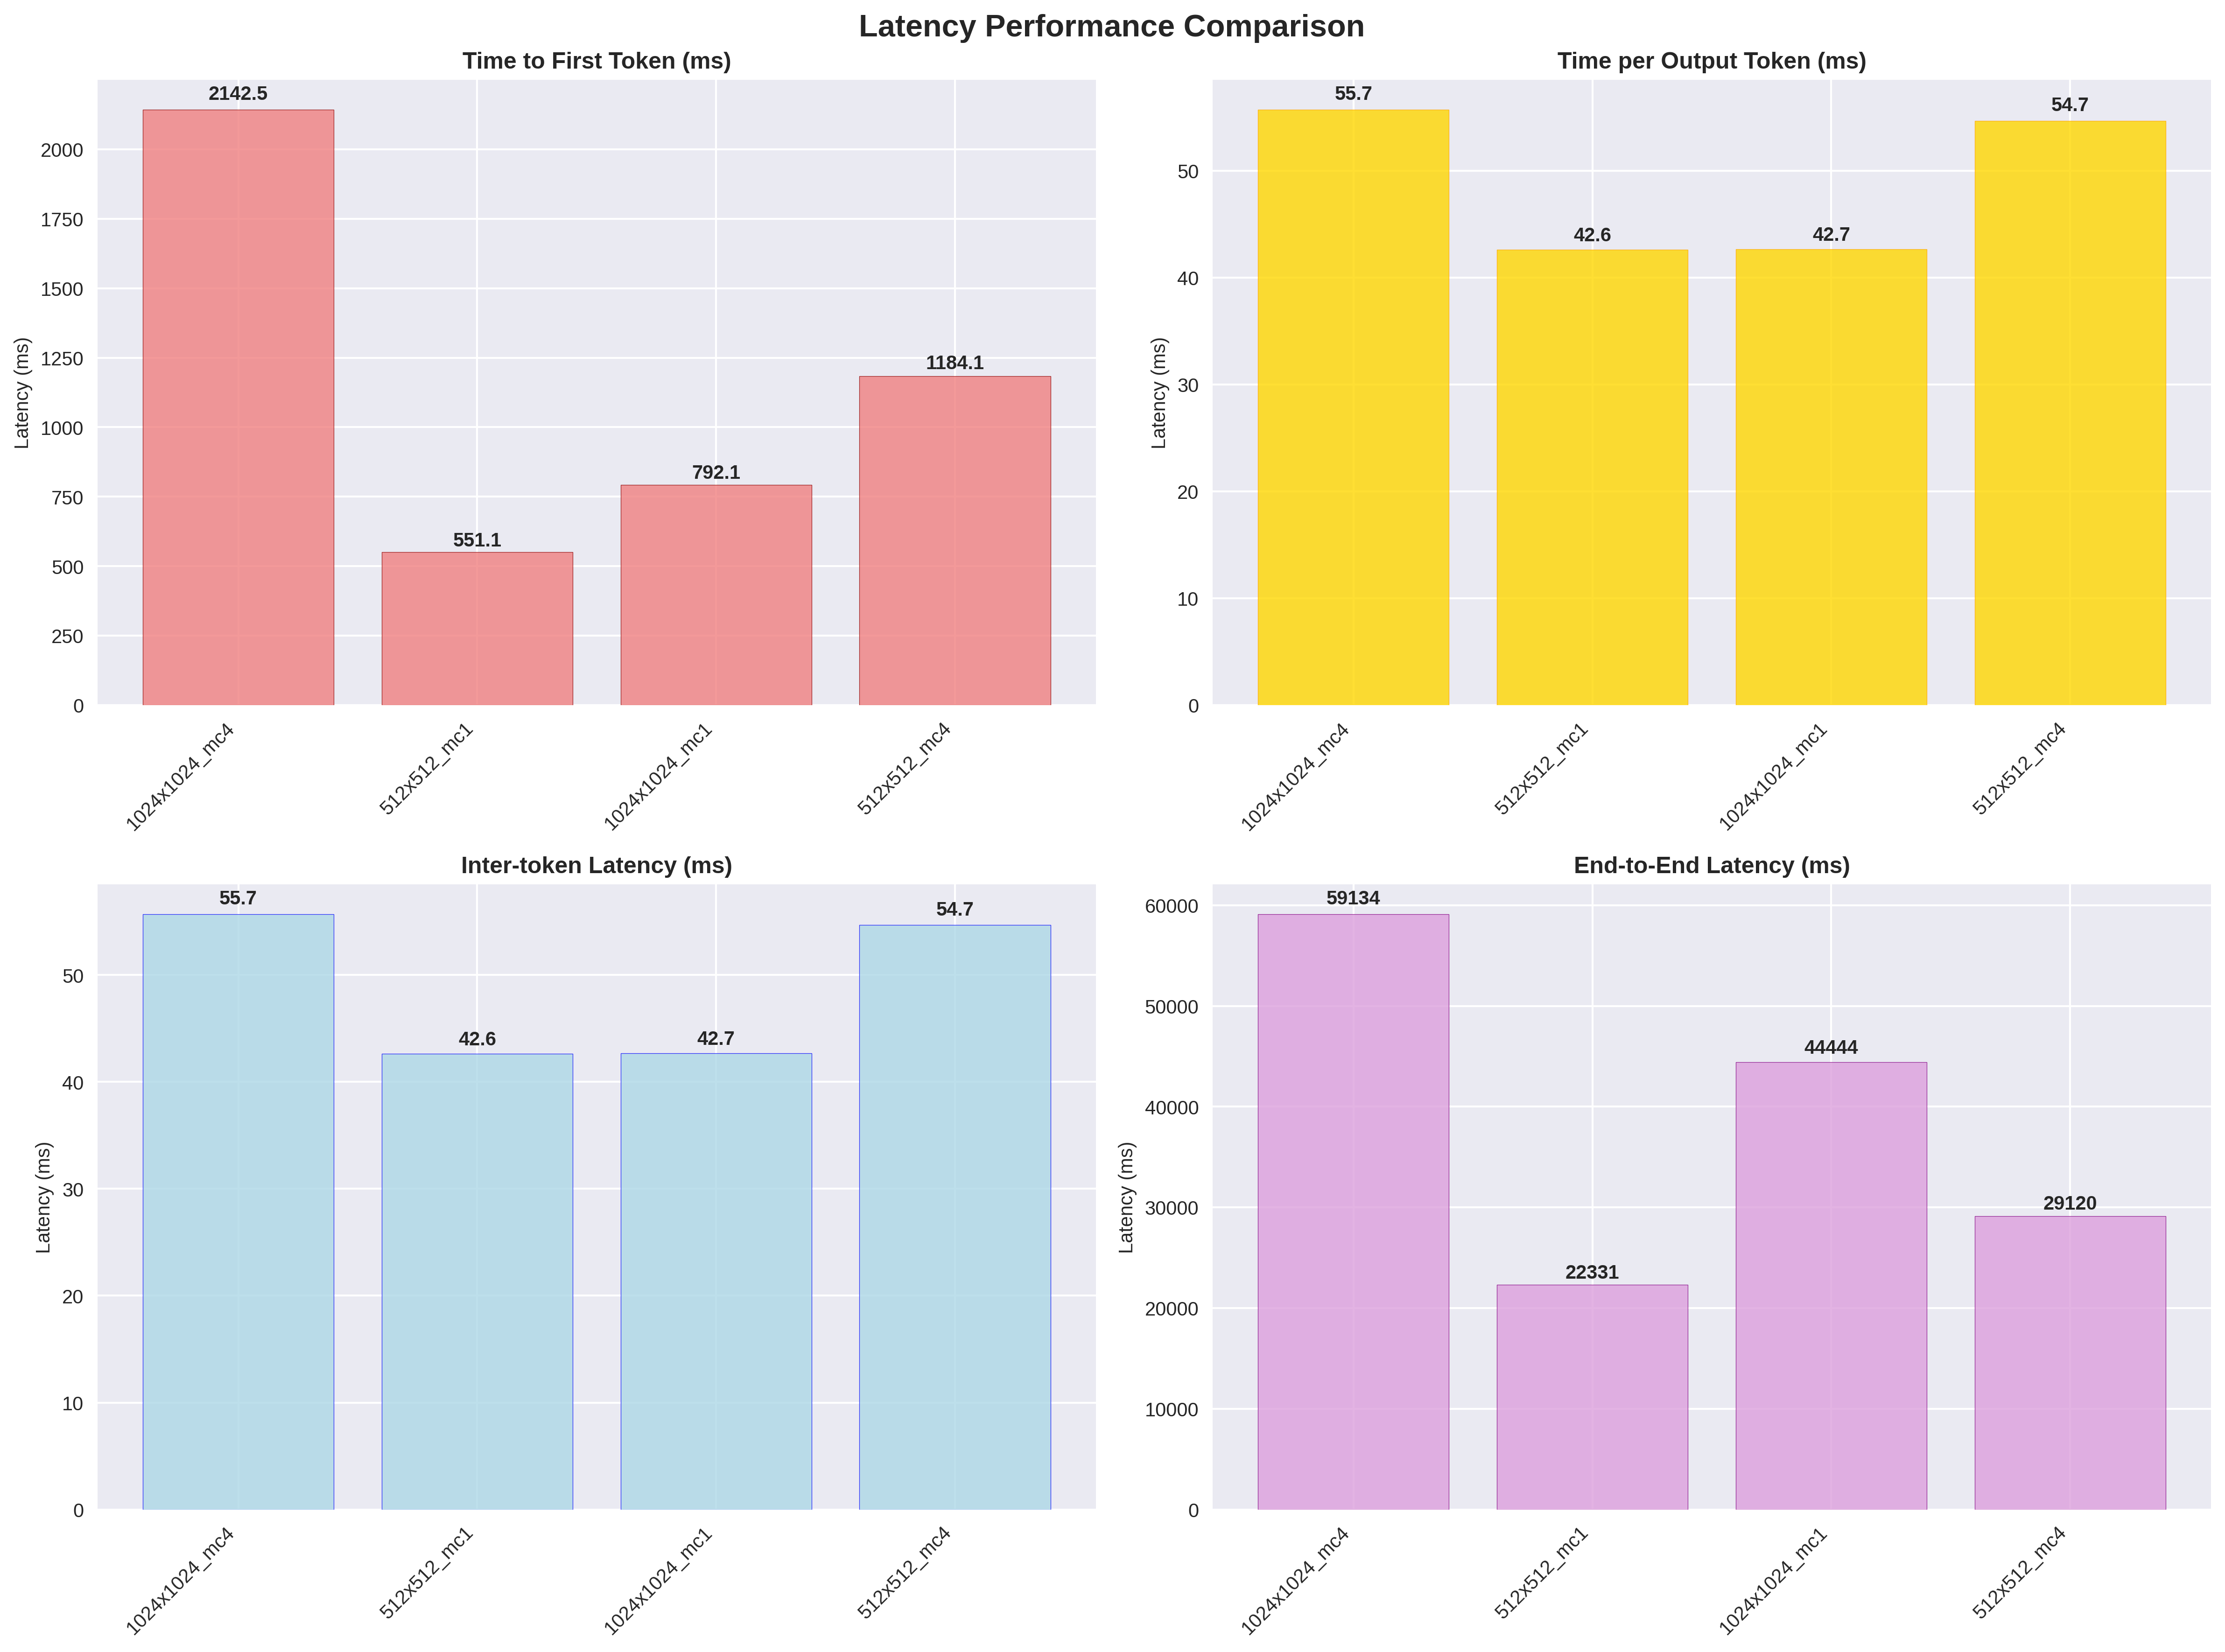 Latency Performance Comparison
Time to First Token (ms)
Latency (ms)
2000
1750
1500
1250
1000
750
500
250
0
2142.5
551.1
792.1
1184.1
1024x1024_mc4
512x512_mc1
1024x1024_mc1
512x512_mc4
Time per Output Token (ms)
Latency (ms)
50
40
30
20
10
0
55.7
42.6
42.7
54.7
1024x1024_mc4
512x512_mc1
1024x1024_mc1
512x512_mc4
Inter-token Latency (ms)
Latency (ms)
50
40
30
20
10
0
55.7
42.6
42.7
54.7
1024x1024_mc4
512x512_mc1
1024x1024_mc1
512x512_mc4
End-to-End Latency (ms)
Latency (ms)
60000
50000
40000
30000
20000
10000
0
59134
22331
44444
29120
1024x1024_mc4
512x512_mc1
1024x1024_mc1
512x512_mc4